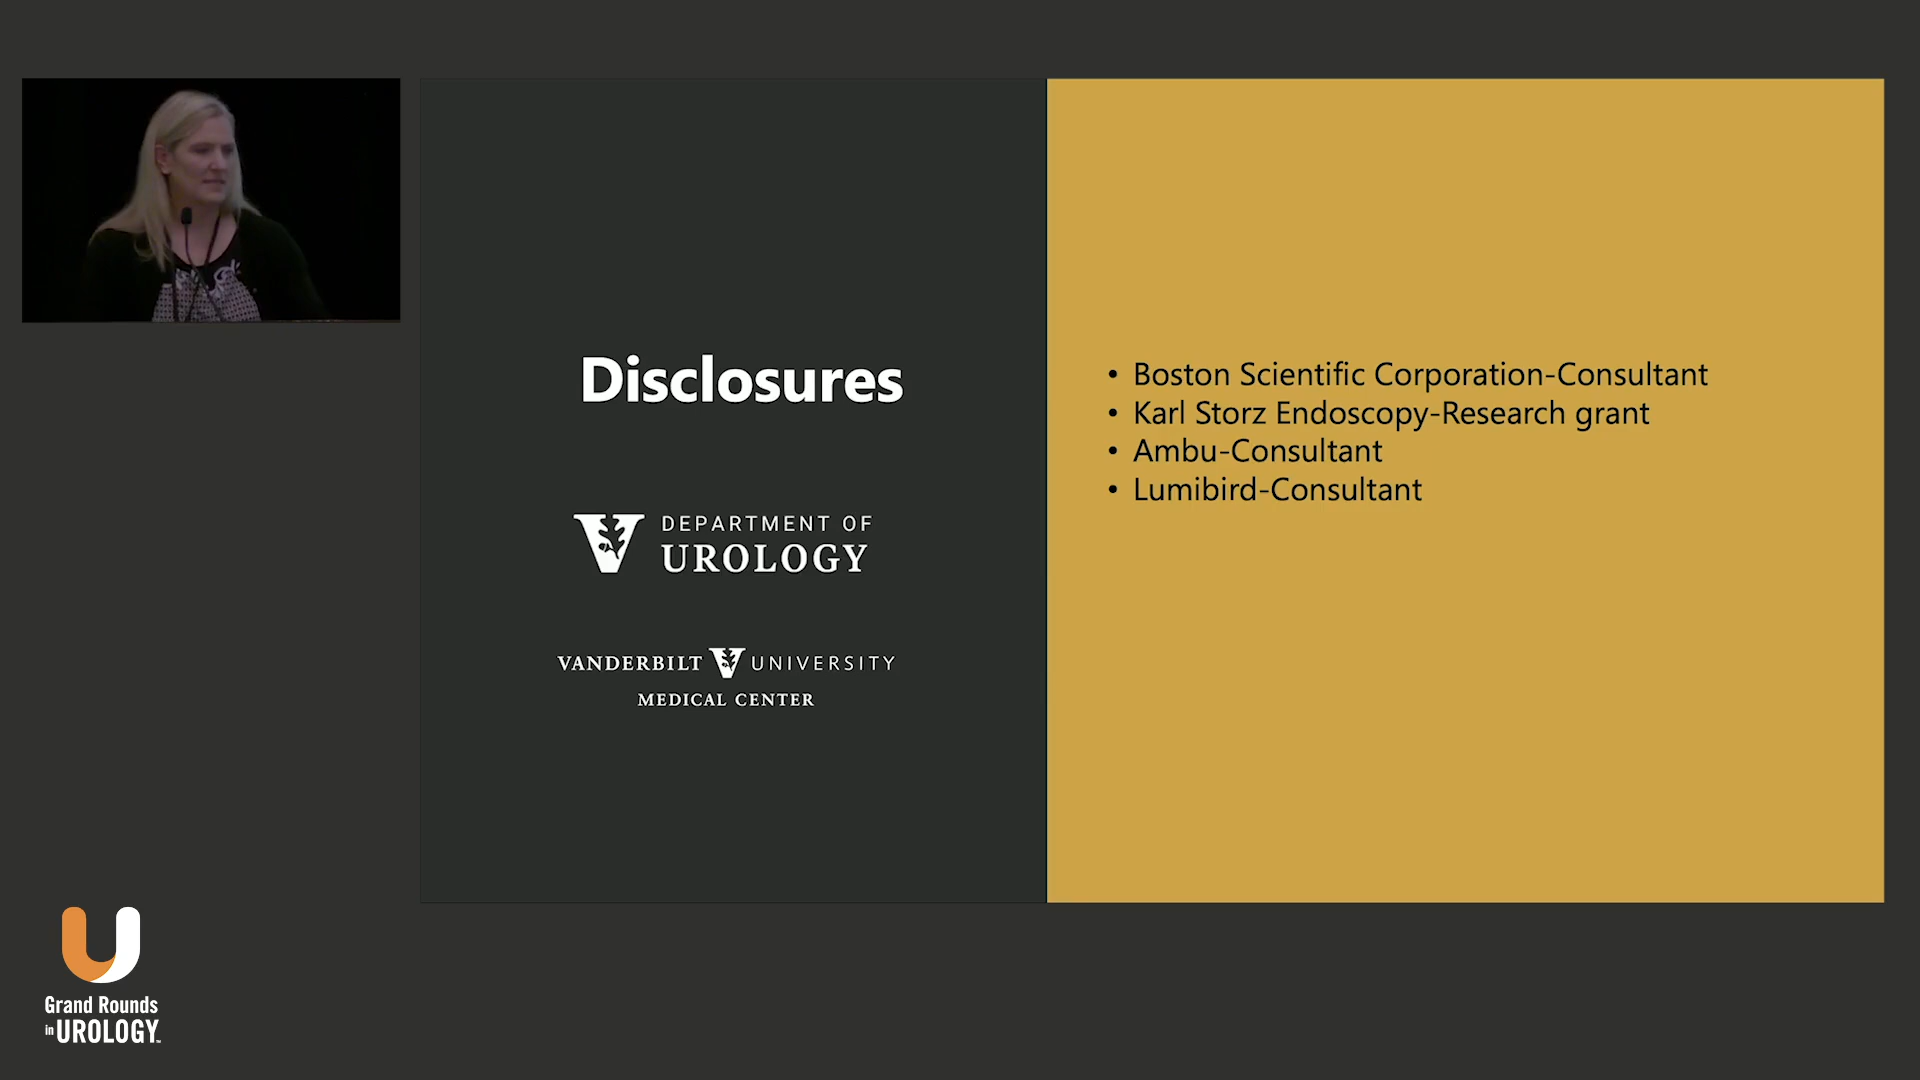 Disclosures
DEPARTMENT OF
UROLOGY
VANDERBILT V UNIVERSITY
MEDICAL CENTER
• Boston Scientific Corporation-Consultant
• Karl Storz Endoscopy-Research grant
• Ambu-Consultant
• Lumibird-Consultant
Grand Rounds
in UROLOGY™